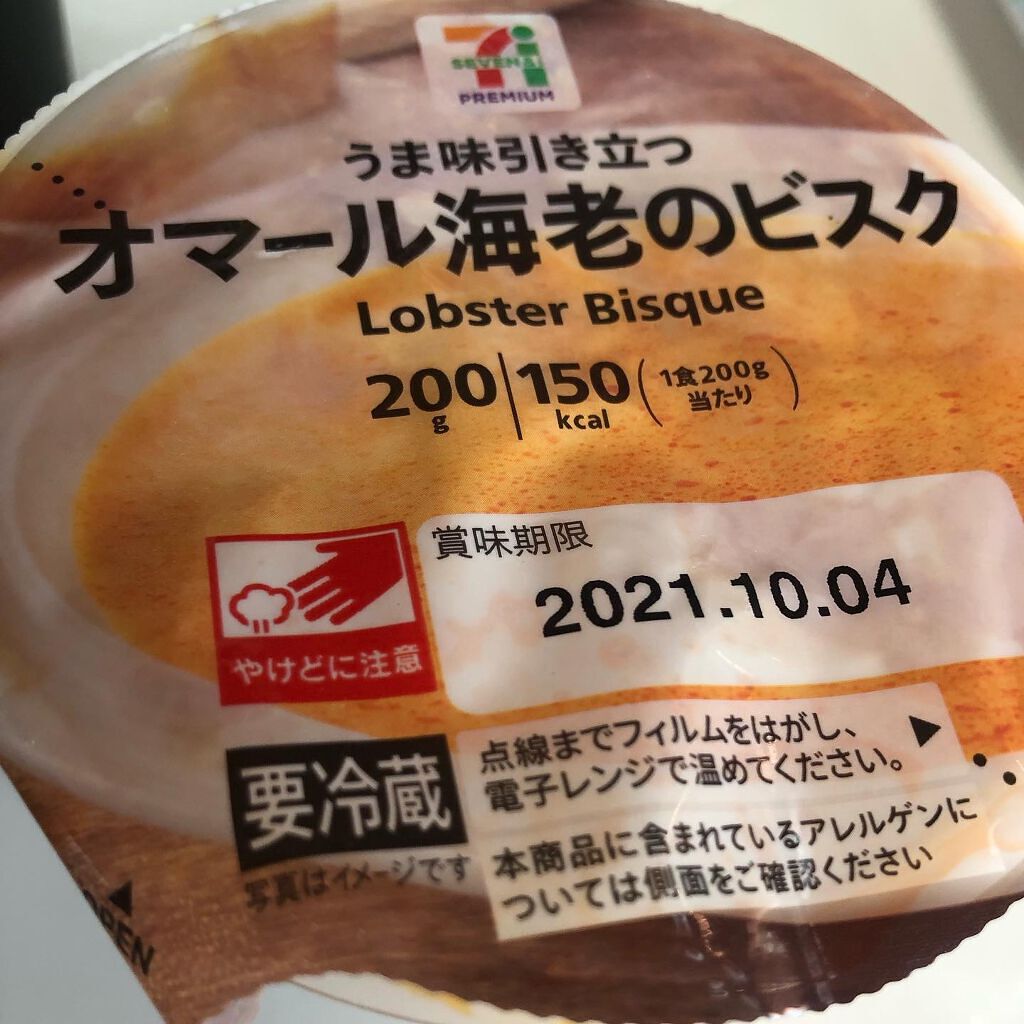 SEVEN&i
PREMIUM
うま味引き立つ
オマール海老のビスク
Lobster Bisque
200g 150kcal (1食200g当たり)
賞味期限
2021.10.04
やけどに注意
点線までフィルムをはがし、
電子レンジで温めてください。
要冷蔵
本商品に含まれているアレルゲンに
ついては側面をご確認ください
写真はイメージです
OPEN